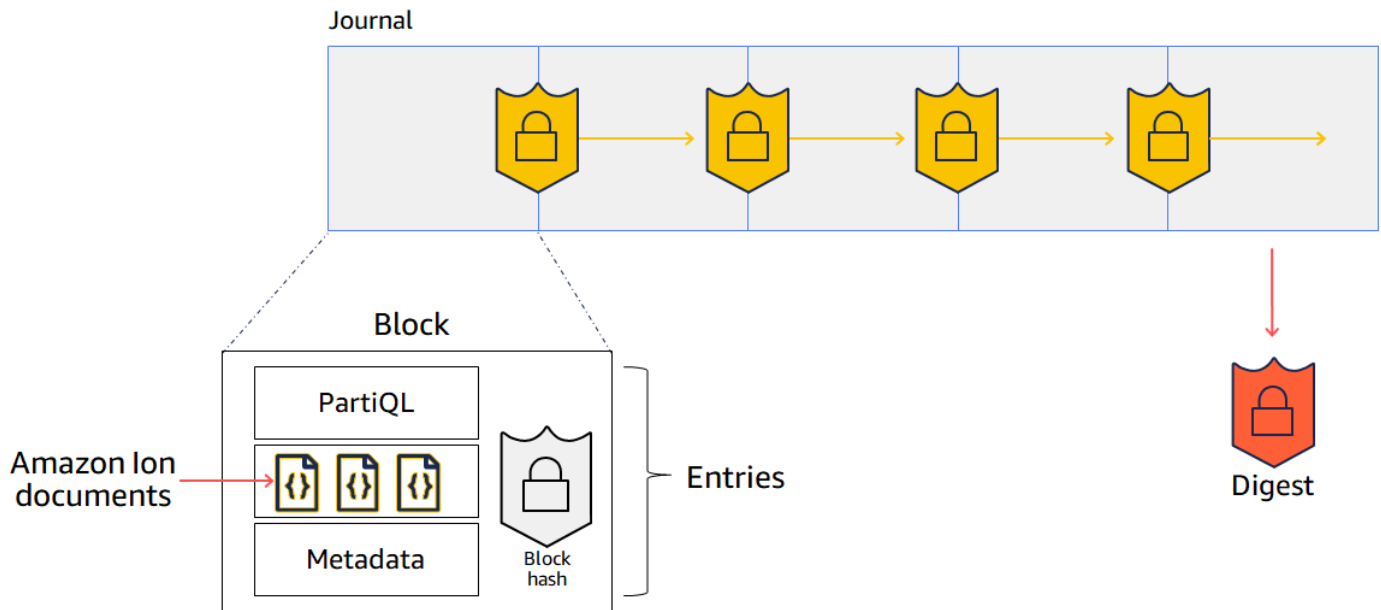 Journal
Block
PartiQL
Amazon Ion
documents
{} {} {}
Entries
Metadata
Block
hash
Digest